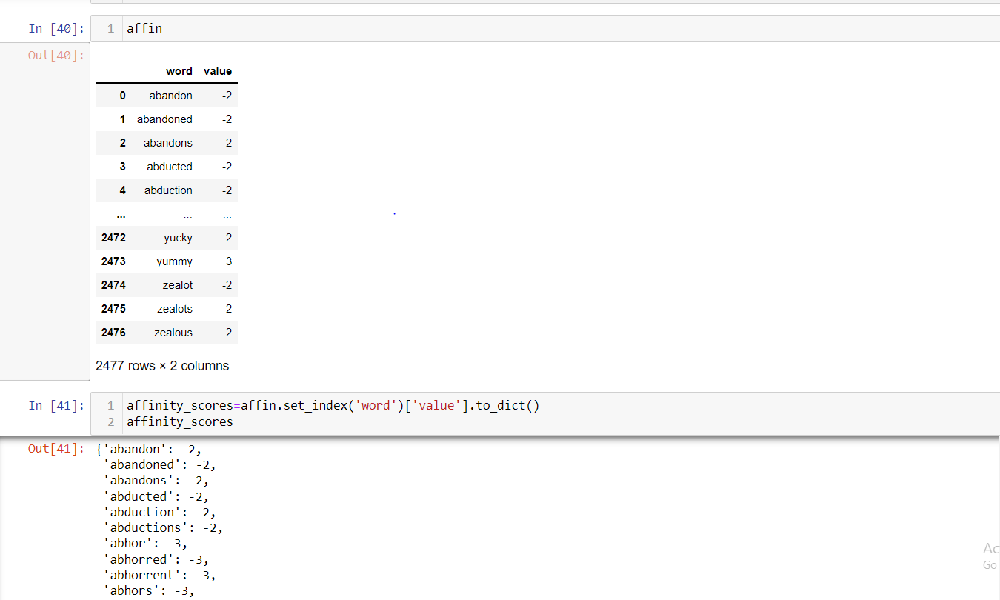 In [40]: 1 affin
Out[40]:
word value
0 abandon -2
1 abandoned -2
2 abandons -2
3 abducted -2
4 abduction -2
... ... ...
2472 yucky -2
2473 yummy 3
2474 zealot -2
2475 zealots -2
2476 zealous 2
2477 rows × 2 columns
In [41]: 1 affinity_scores=affin.set_index('word')['value'].to_dict()
2 affinity_scores
Out[41]: {'abandon': -2,
'abandoned': -2,
'abandons': -2,
'abducted': -2,
'abduction': -2,
'abductions': -2,
'abhor': -3,
'abhorred': -3,
'abhorrent': -3,
'abhors': -3,
Ac
Go